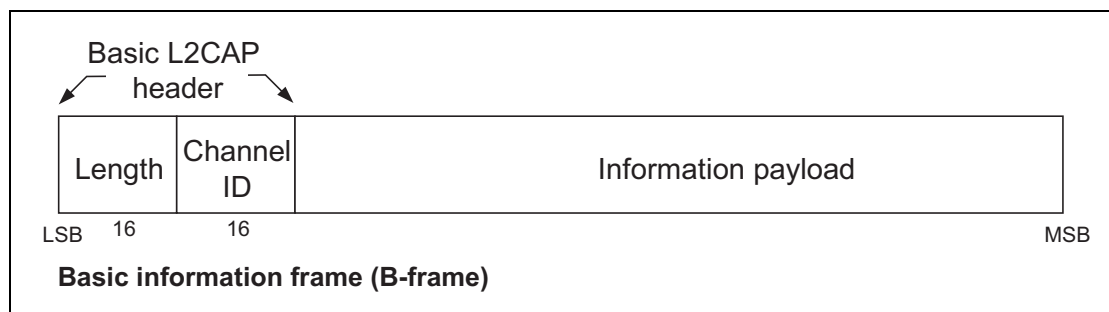 Basic L2CAP
header
Length
Channel
ID
Information payload
LSB
16
16
MSB
Basic information frame (B-frame)